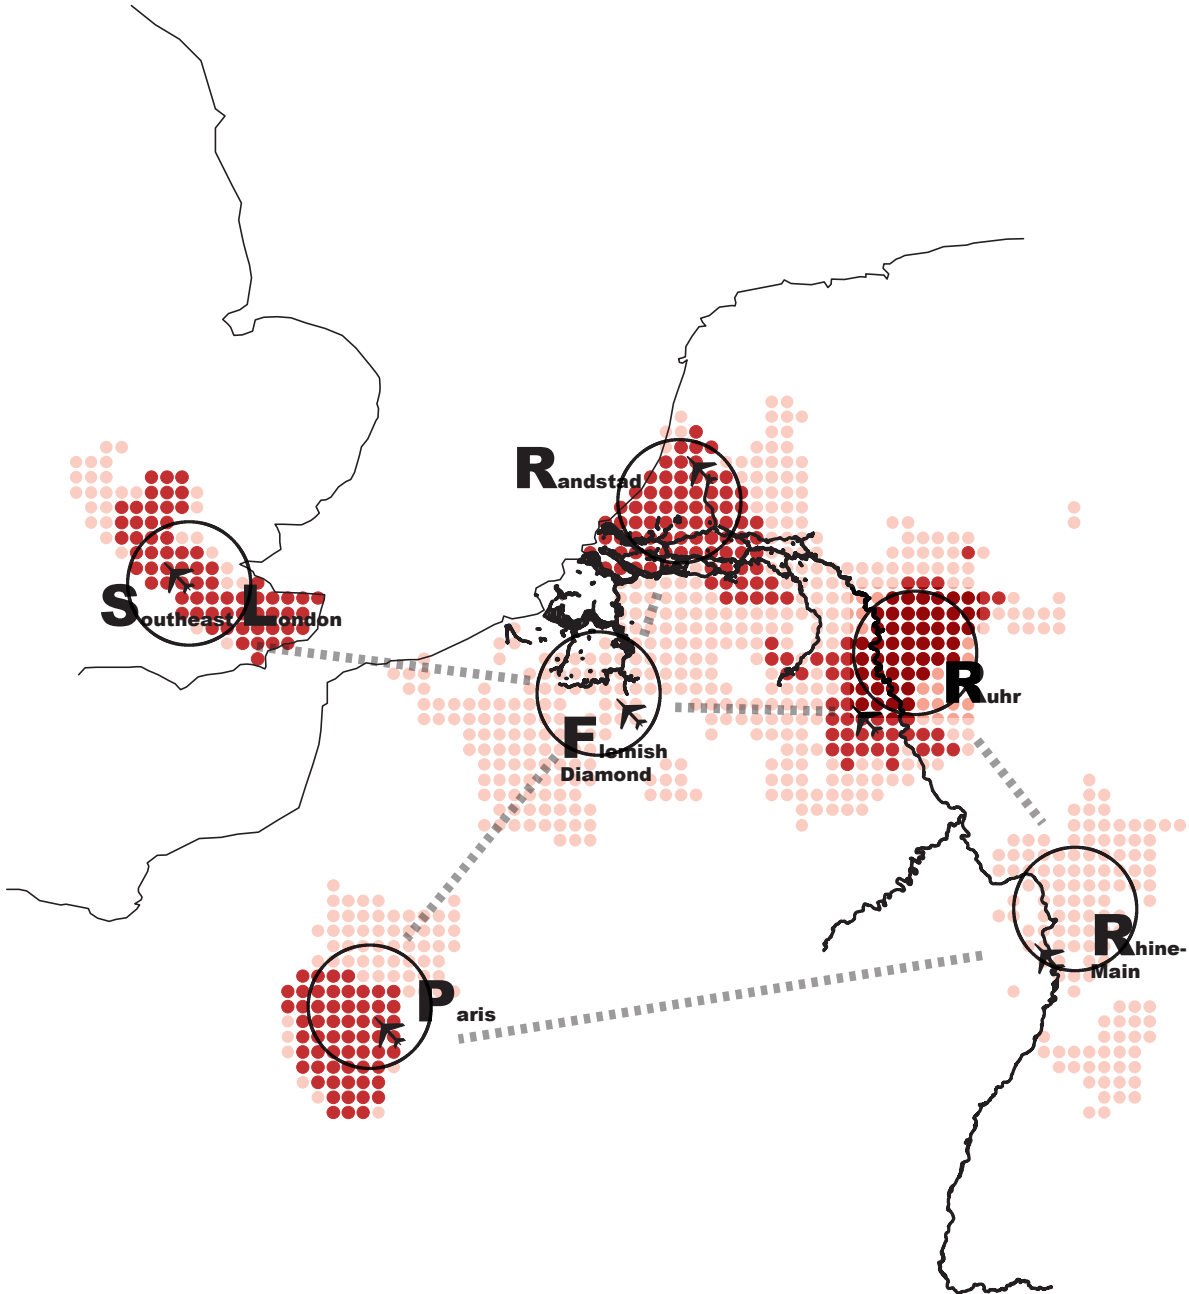 Randstad
Southeast London
Ruhr
Flemish
Diamond
Rhine-
Main
Paris